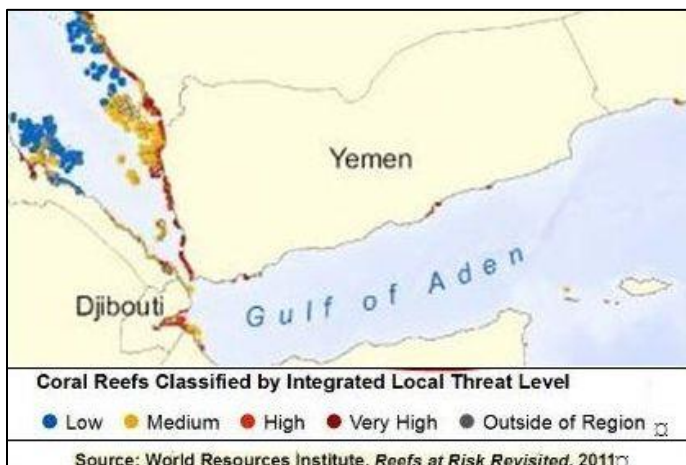 Yemen
Djibouti
Gulf of Aden
Coral Reefs Classified by Integrated Local Threat Level
Low Medium High Very High Outside of Region ¤
Source: World Resources Institute, Reefs at Risk Revisited, 2011¤